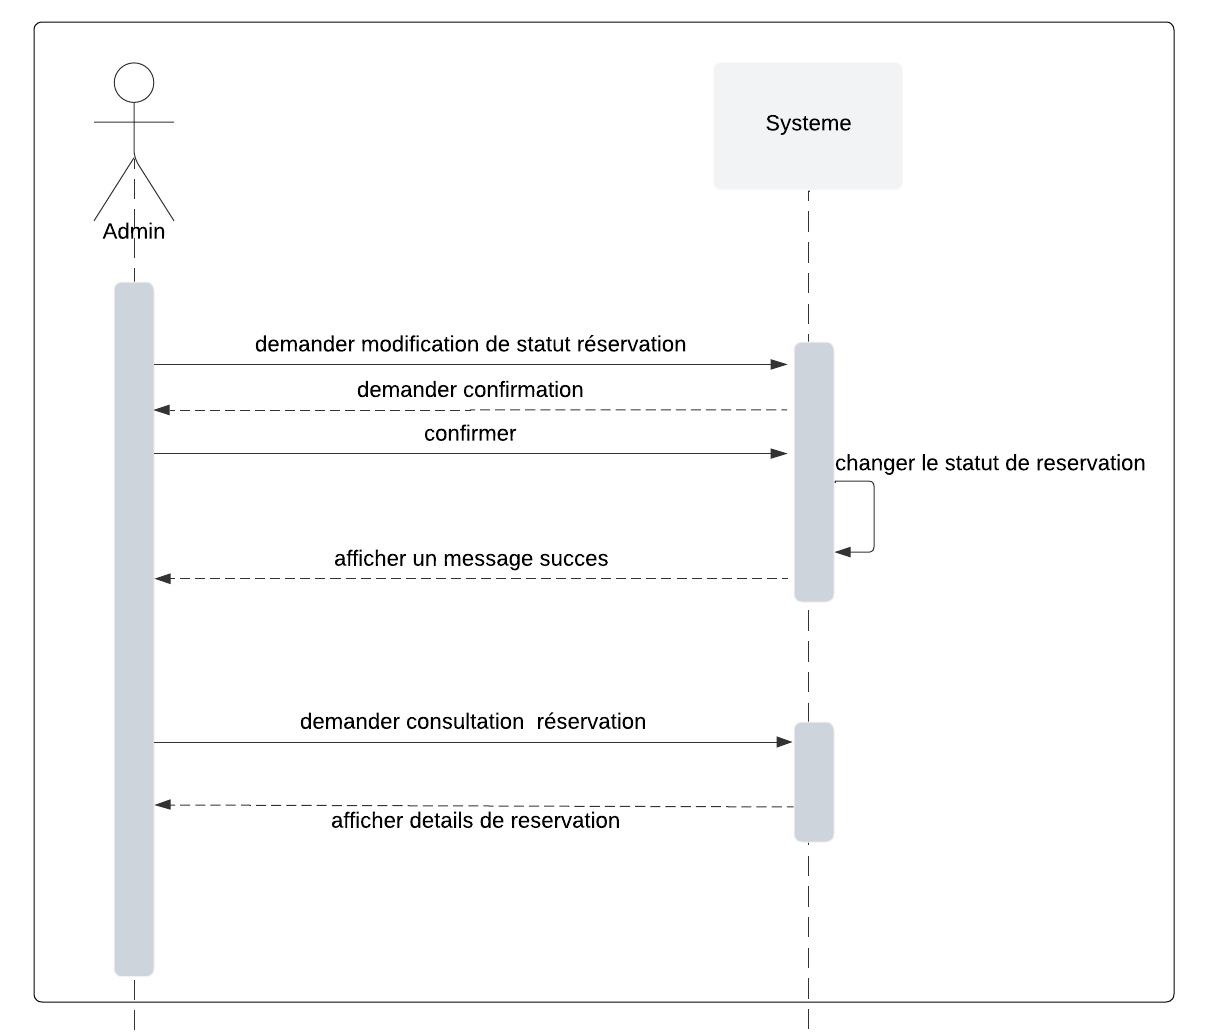 Systeme
Admin
demander modification de statut réservation
demander confirmation
confirmer
changer le statut de reservation
afficher un message succes
demander consultation  réservation
afficher details de reservation